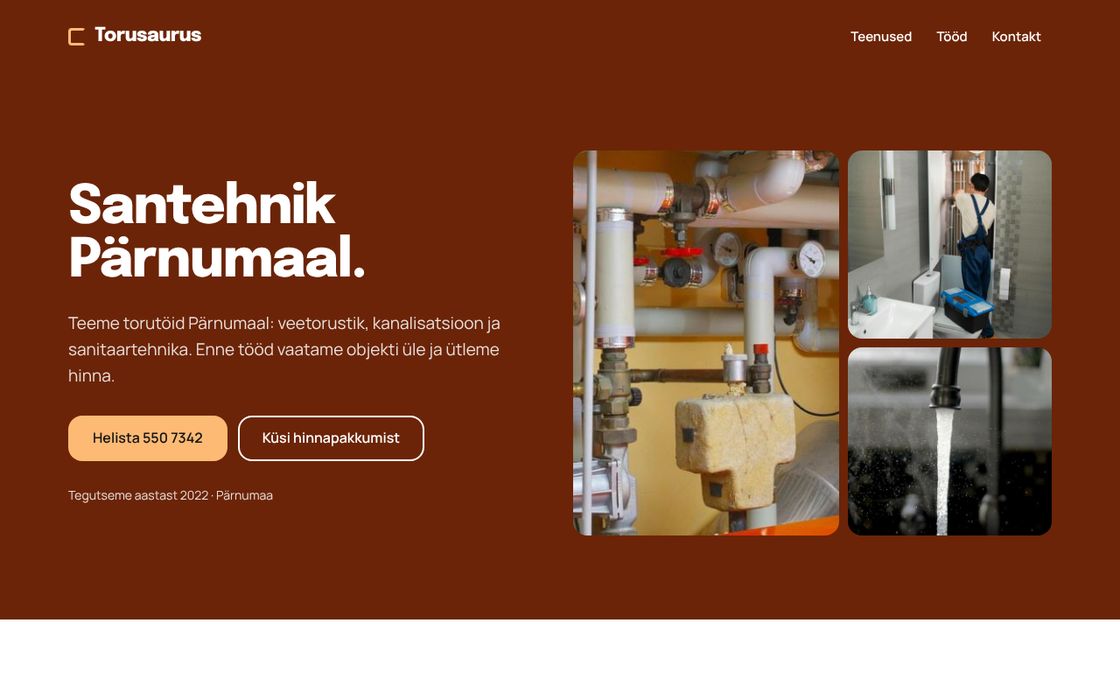 Torusaurus
Teenused Tööd Kontakt
Santehnik
Pärnumaal.
Teeme torutöid Pärnumaal: veetorustik, kanalisatsioon ja
sanitaartehnika. Enne tööd vaatame objekti üle ja ütleme
hinna.
Helista 550 7342 Küsi hinnapakkumist
Tegutseme aastast 2022 · Pärnumaa